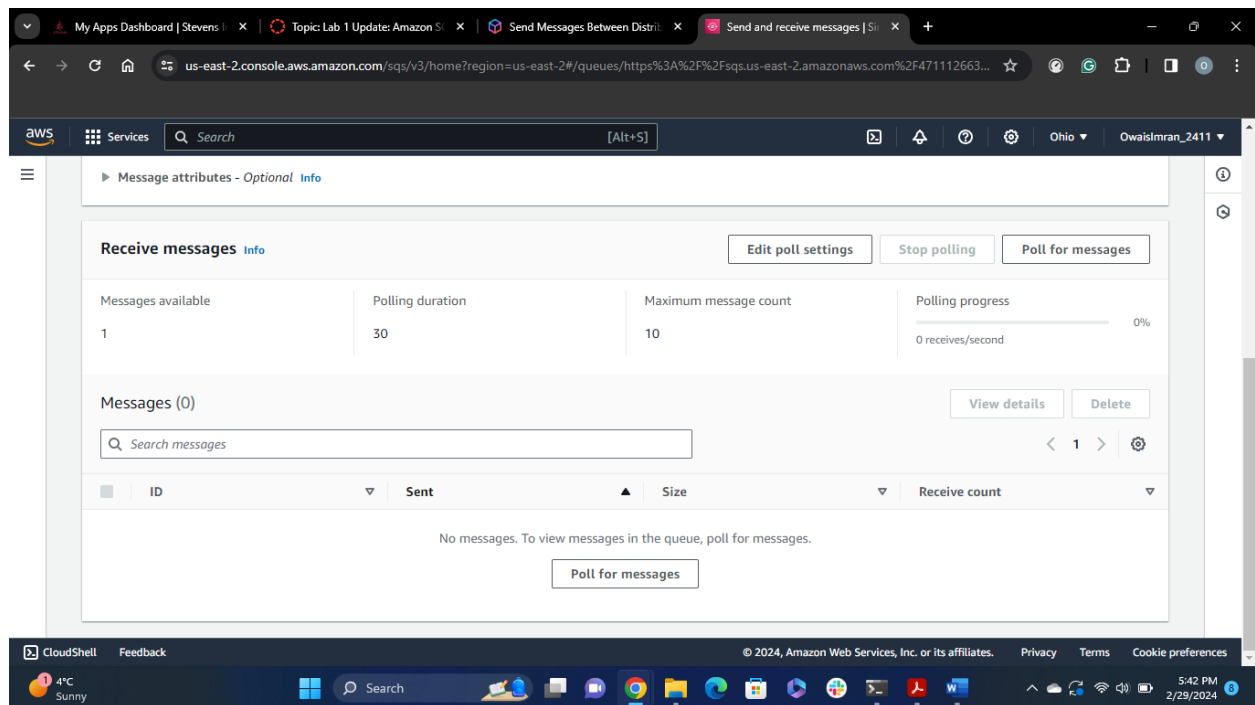 My Apps Dashboard | Stevens I
Topic: Lab 1 Update: Amazon S
Send Messages Between Distrib
Send and receive messages | Si
us-east-2.console.aws.amazon.com/sqs/v3/home?region=us-east-2#/queues/https%3A%2F%2Fsqs.us-east-2.amazonaws.com%2F471112663...
O
aws
Services
Search
[Alt+S]
Ohio
OwaisImran_2411
Message attributes - Optional Info
Receive messages Info
Edit poll settings
Stop polling
Poll for messages
Messages available
Polling duration
Maximum message count
Polling progress
1
30
10
0%
0 receives/second
Messages (0)
View details
Delete
Search messages
1
ID
Sent
Size
Receive count
No messages. To view messages in the queue, poll for messages.
Poll for messages
CloudShell
Feedback
© 2024, Amazon Web Services, Inc. or its affiliates.
Privacy
Terms
Cookie preferences
1
4°C
Sunny
Search
5:42 PM
2/29/2024
8